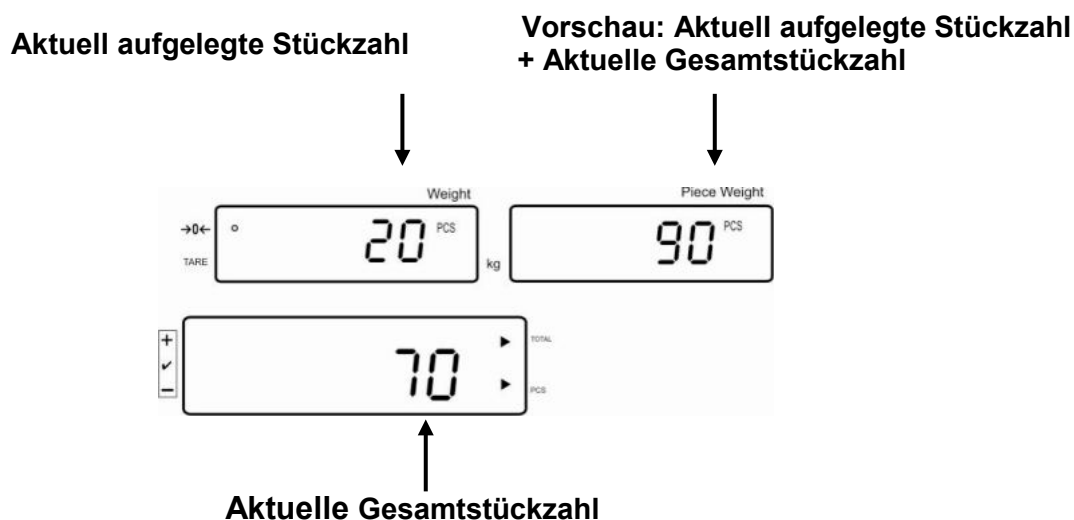 Aktuell aufgelegte Stückzahl
Vorschau: Aktuell aufgelegte Stückzahl
+ Aktuelle Gesamtstückzahl
Weight
Piece Weight
→0← 20 PCS 90 PCS
TARE kg
+ TOTAL
✓ 70
− PCS
Aktuelle Gesamtstückzahl